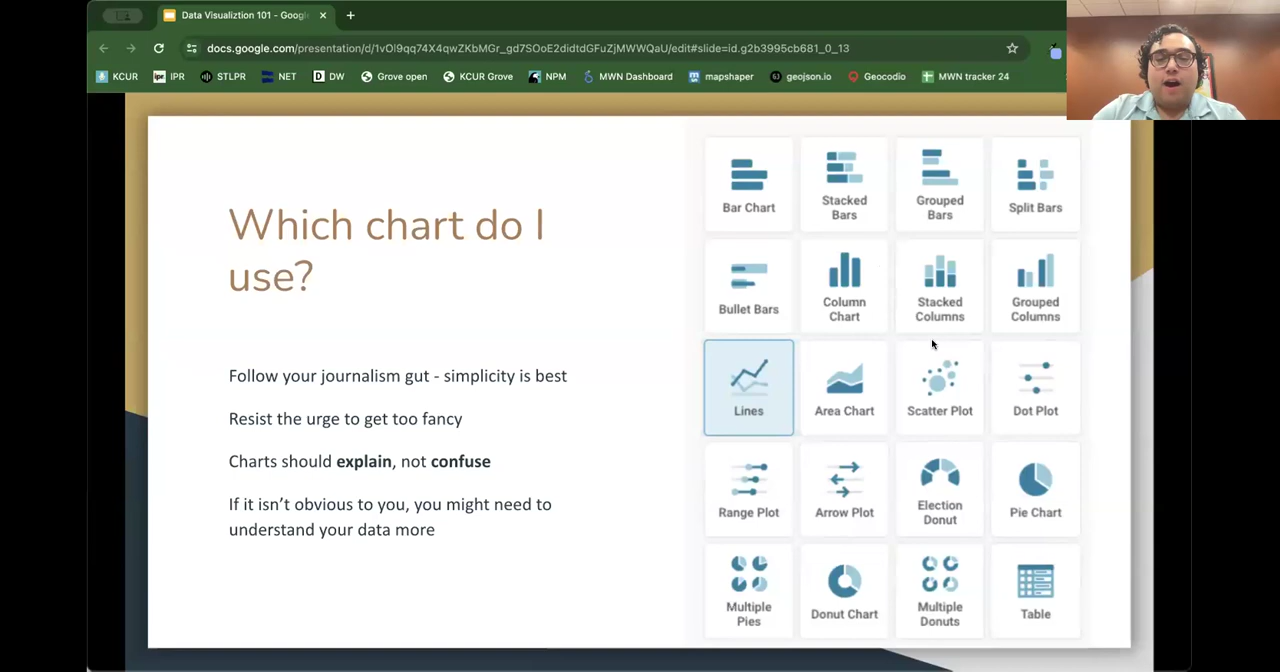 Data Visualiztion 101 - Googl
docs.google.com/presentation/d/1vOl9qq74X4qwZKbMGr_gd7SOoE2didtdGFuZjMWWQaU/edit#slide=id.g2b3995cb681_0_13
KCUR IPR STLPR NET DW Grove open KCUR Grove NPM MWN Dashboard mapshaper geojson.io Geocodio MWN tracker 24
Which chart do I
use?
Follow your journalism gut - simplicity is best
Resist the urge to get too fancy
Charts should explain, not confuse
If it isn’t obvious to you, you might need to
understand your data more
Bar Chart
Stacked
Bars
Grouped
Bars
Split Bars
Bullet Bars
Column
Chart
Stacked
Columns
Grouped
Columns
Lines
Area Chart
Scatter Plot
Dot Plot
Range Plot
Arrow Plot
Election
Donut
Pie Chart
Multiple
Pies
Donut Chart
Multiple
Donuts
Table